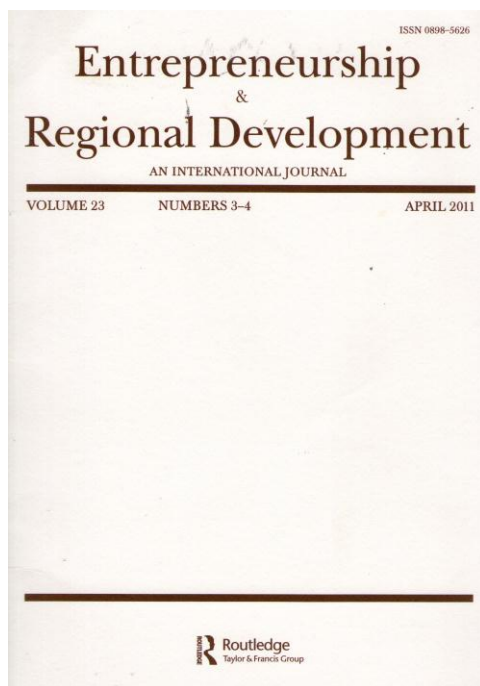 ISSN 0898–5626
Entrepreneurship
&
Regional Development
AN INTERNATIONAL JOURNAL
VOLUME 23 NUMBERS 3–4 APRIL 2011
ROUTLEDGE
Routledge
Taylor & Francis Group